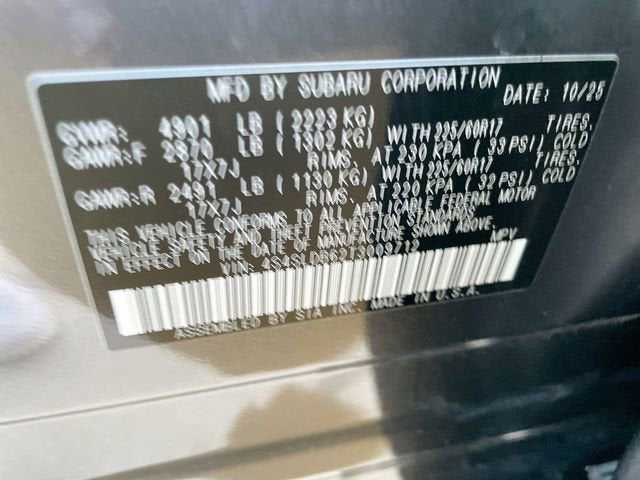 MFD BY SUBARU CORPORATION DATE: 10/25
GVWR: 4901 LB (2223 KG)
GAWR:F 2870 LB (1302 KG) WITH 225/60R17 TIRES.
17X7J RIMS. AT 230 KPA (33 PSI) COLD
GAWR:R 2491 LB (1130 KG) WITH 225/60R17 TIRES.
17X7J RIMS. AT 220 KPA (32 PSI) COLD
THIS VEHICLE CONFORMS TO ALL APPLICABLE FEDERAL MOTOR
VEHICLE SAFETY AND THEFT PREVENTION STANDARDS
IN EFFECT ON THE DATE OF MANUFACTURE SHOWN ABOVE.
VIN: MPV
ASSEMBLED BY SIA INC. MADE IN U.S.A.